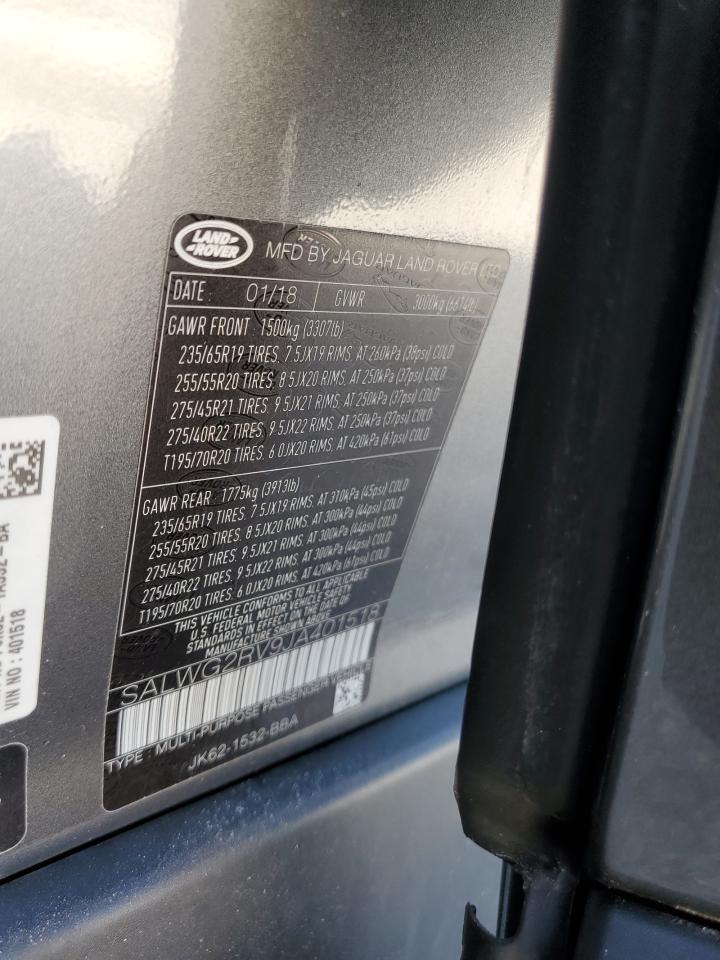 LAND ROVER
MFD BY JAGUAR LAND ROVER LTD
DATE : 01/18 GVWR 3000kg (6614lb)
GAWR FRONT 1500kg (3307lb)
235/65R19 TIRES, 7.5JX19 RIMS, AT 260kPa (38psi) COLD
255/55R20 TIRES, 8.5JX20 RIMS, AT 250kPa (37psi) COLD
275/45R21 TIRES, 9.5JX21 RIMS, AT 250kPa (37psi) COLD
275/40R22 TIRES, 9.5JX22 RIMS, AT 250kPa (37psi) COLD
T195/70R20 TIRES, 6.0JX20 RIMS, AT 420kPa (61psi) COLD
GAWR REAR 1775kg (3913lb)
235/65R19 TIRES, 7.5JX19 RIMS, AT 310kPa (45psi) COLD
255/55R20 TIRES, 8.5JX20 RIMS, AT 300kPa (44psi) COLD
275/45R21 TIRES, 9.5JX21 RIMS, AT 300kPa (44psi) COLD
275/40R22 TIRES, 9.5JX22 RIMS, AT 300kPa (44psi) COLD
T195/70R20 TIRES, 6.0JX20 RIMS, AT 420kPa (61psi) COLD
THIS VEHICLE CONFORMS TO ALL APPLICABLE
U.S. FEDERAL MOTOR VEHICLE SAFETY
STANDARDS IN EFFECT ON THE DATE OF
MANUFACTURE SHOWN ABOVE.
SALWG2RV9JA401518
TYPE : MULTI-PURPOSE PASSENGER VEHICLE
JK62-1532-BBA
VIN NO : 401518